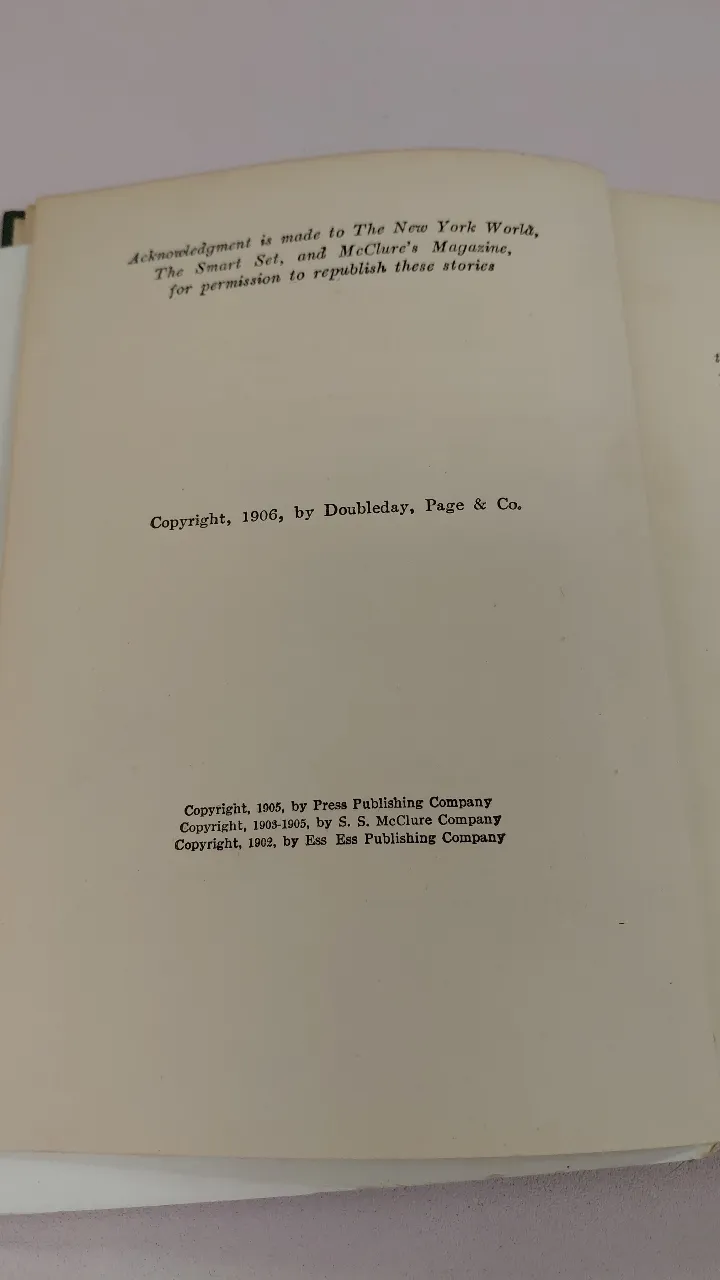 Acknowledgment is made to The New York World,
The Smart Set, and McClure's Magazine,
for permission to republish these stories
Copyright, 1906, by Doubleday, Page & Co.
Copyright, 1905, by Press Publishing Company
Copyright, 1903-1905, by S. S. McClure Company
Copyright, 1902, by Ess Ess Publishing Company